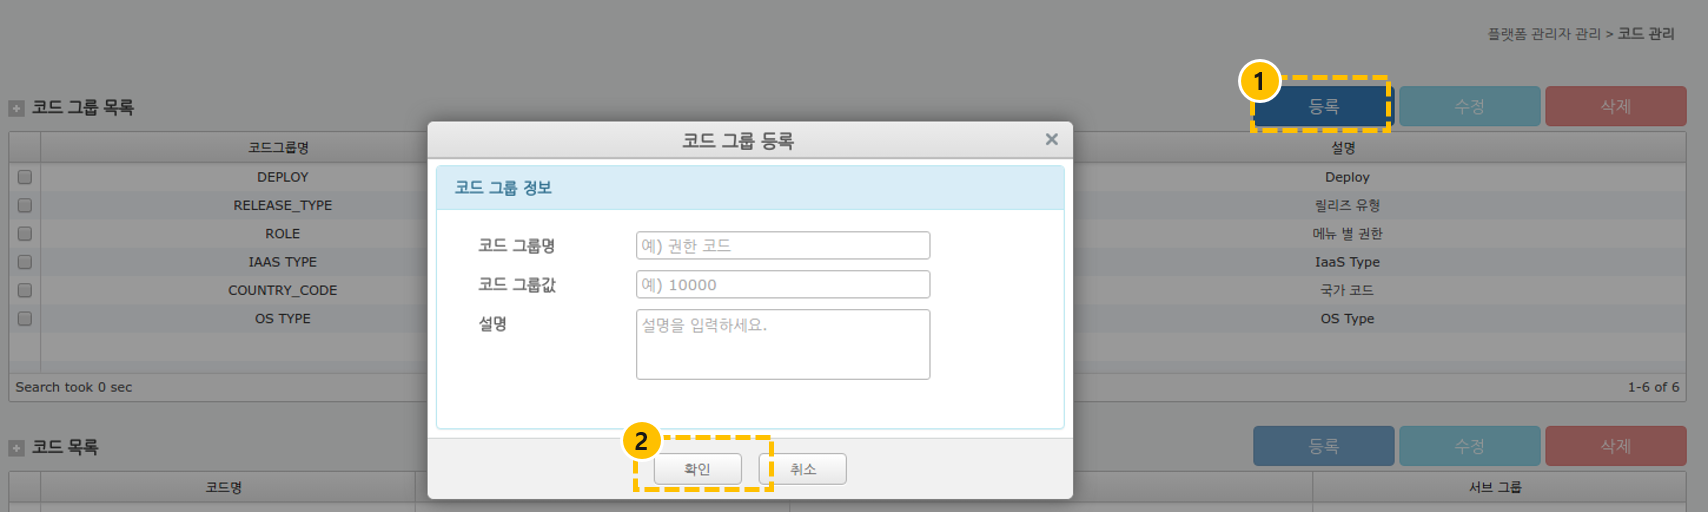 플랫폼 관리자 관리 > 코드 관리
1
코드 그룹 목록
등록 수정 삭제
코드 그룹 등록
코드그룹명 설명
코드 그룹 정보
DEPLOY Deploy
RELEASE_TYPE 릴리즈 유형
ROLE 메뉴 별 권한
IAAS TYPE IaaS Type
COUNTRY_CODE 국가 코드
OS TYPE OS Type
코드 그룹명 예) 권한 코드
코드 그룹값 예) 10000
설명 설명을 입력하세요.
Search took 0 sec 1-6 of 6
2
확인 취소
코드 목록
등록 수정 삭제
코드명 서브 그룹